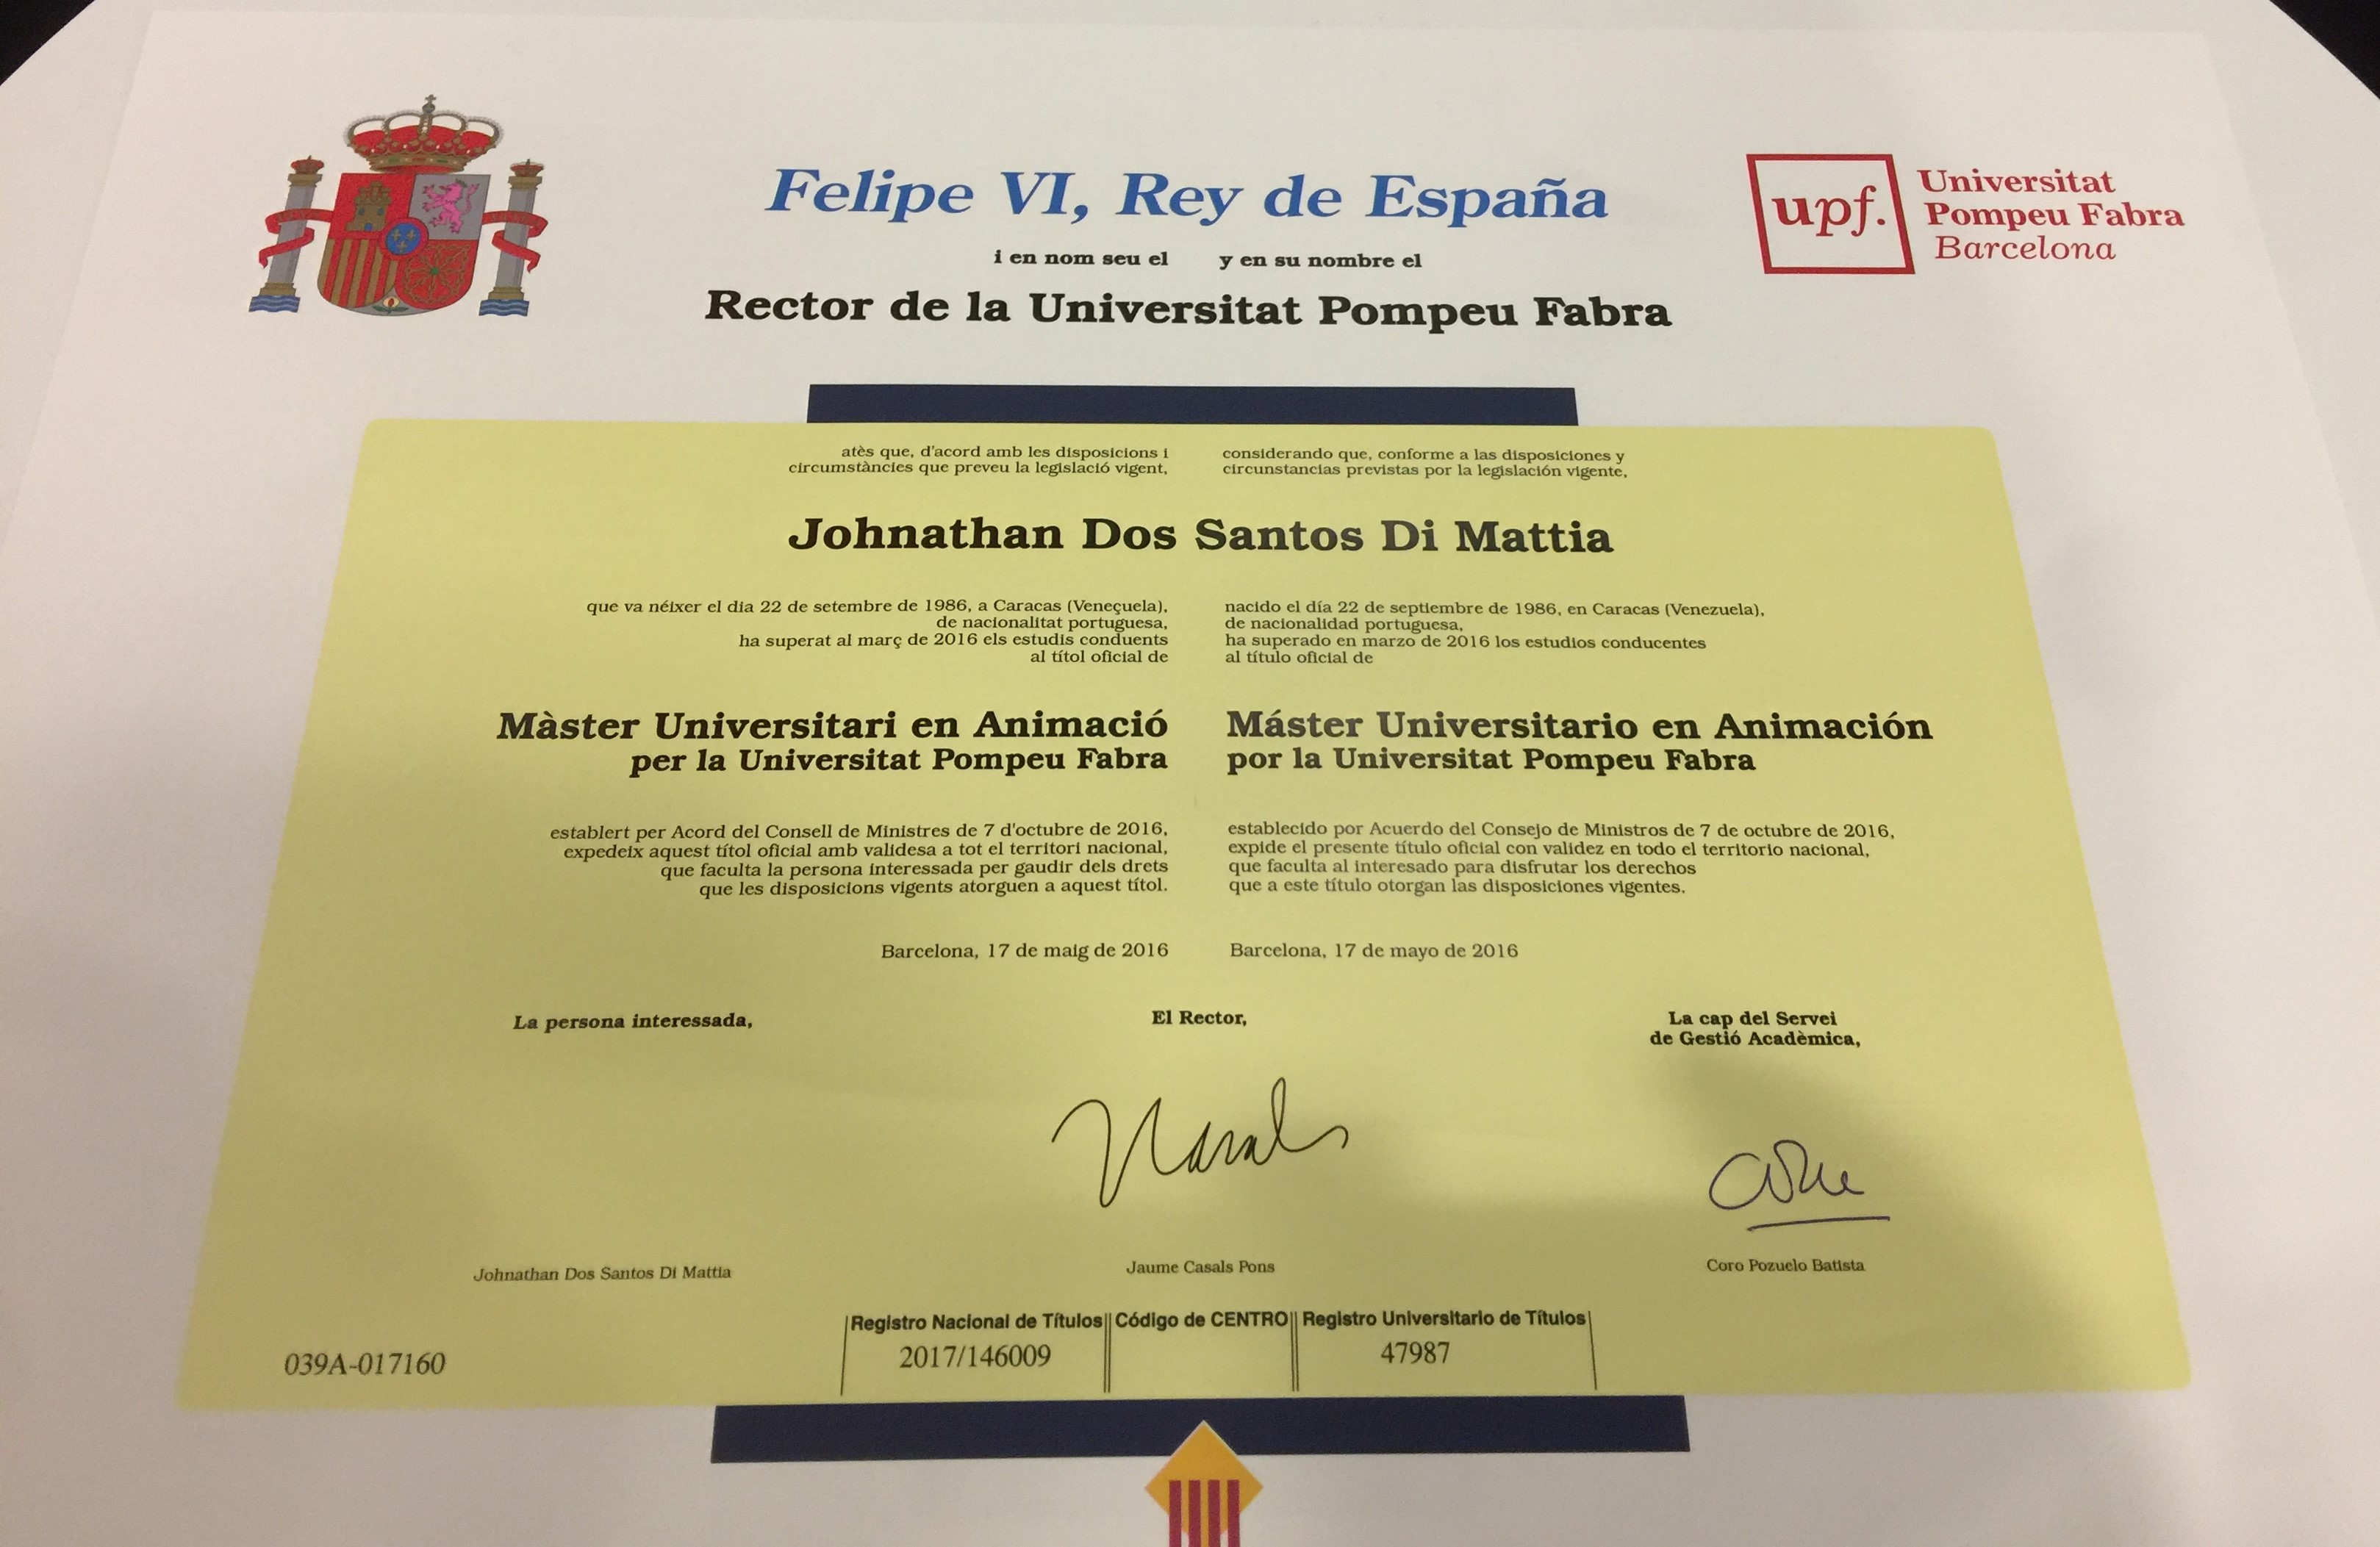 Felipe VI, Rey de España
upf.
Universitat
Pompeu Fabra
Barcelona
i en nom seu el
y en su nombre el
Rector de la Universitat Pompeu Fabra
atès que, d'acord amb les disposicions i
circumstàncies que preveu la legislació vigent,
considerando que, conforme a las disposiciones y
circunstancias previstas por la legislación vigente,
Johnathan Dos Santos Di Mattia
que va néixer el dia 22 de setembre de 1986, a Caracas (Veneçuela),
de nacionalitat portuguesa,
ha superat al març de 2016 els estudis conduents
al títol oficial de
nacido el día 22 de septiembre de 1986, en Caracas (Venezuela),
de nacionalidad portuguesa,
ha superado en marzo de 2016 los estudios conducentes
al título oficial de
Màster Universitari en Animació
per la Universitat Pompeu Fabra
Máster Universitario en Animación
por la Universitat Pompeu Fabra
establert per Acord del Consell de Ministres de 7 d'octubre de 2016,
expedeix aquest títol oficial amb validesa a tot el territori nacional,
que faculta la persona interessada per gaudir dels drets
que les disposicions vigents atorguen a aquest títol.
establecido por Acuerdo del Consejo de Ministros de 7 de octubre de 2016,
expide el presente título oficial con validez en todo el territorio nacional,
que faculta al interesado para disfrutar los derechos
que a este título otorgan las disposiciones vigentes.
Barcelona, 17 de maig de 2016
Barcelona, 17 de mayo de 2016
La persona interessada,
El Rector,
La cap del Servei
de Gestió Acadèmica,
Johnathan Dos Santos Di Mattia
Jaume Casals Pons
Coro Pozuelo Batista
Registro Nacional de Títulos
Código de CENTRO
Registro Universitario de Títulos
039A-017160
2017/146009
47987